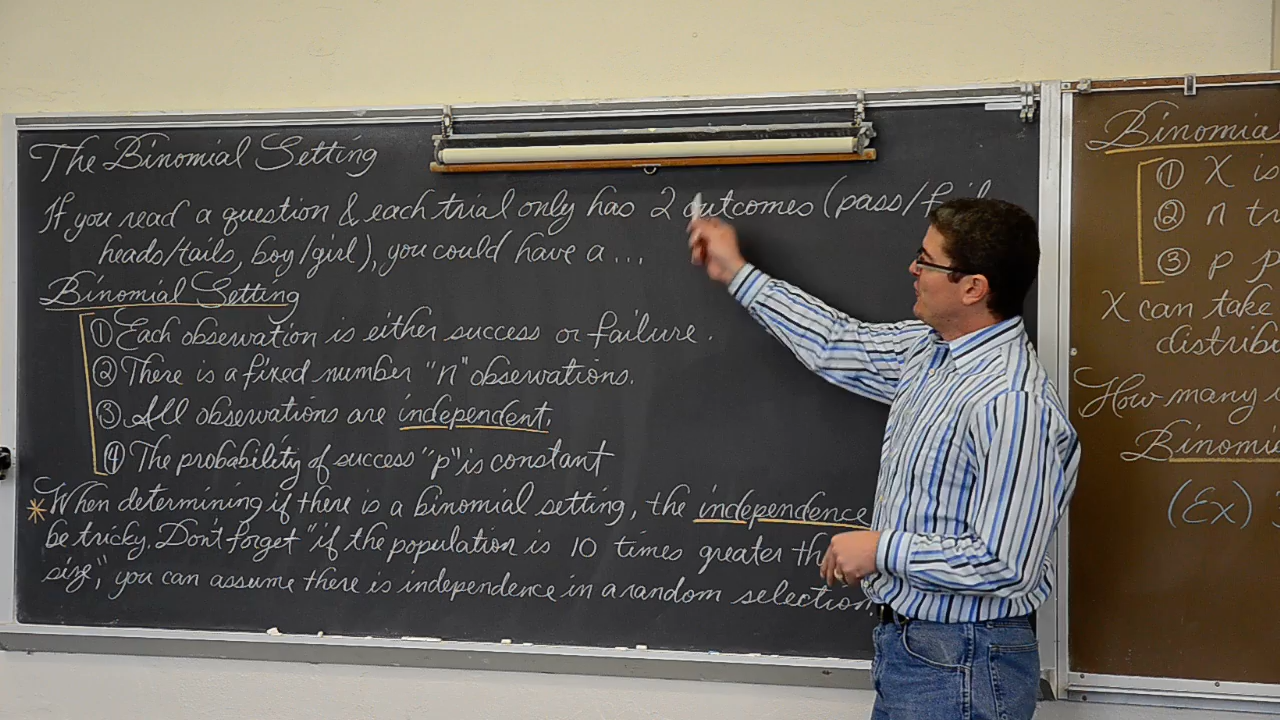 The Binomial Setting
If you read a question & each trial only has 2 outcomes (pass/fail
heads/tails, boy/girl), you could have a ...
Binomial Setting
① Each observation is either success or failure.
② There is a fixed number "n" observations.
③ All observations are independent.
④ The probability of success "p" is constant
* When determining if there is a binomial setting, the independence
be tricky. Don't forget "if the population is 10 times greater
size," you can assume there is independence in a random selection.
① X is
② n
③ p
X can take
How many
(Ex)